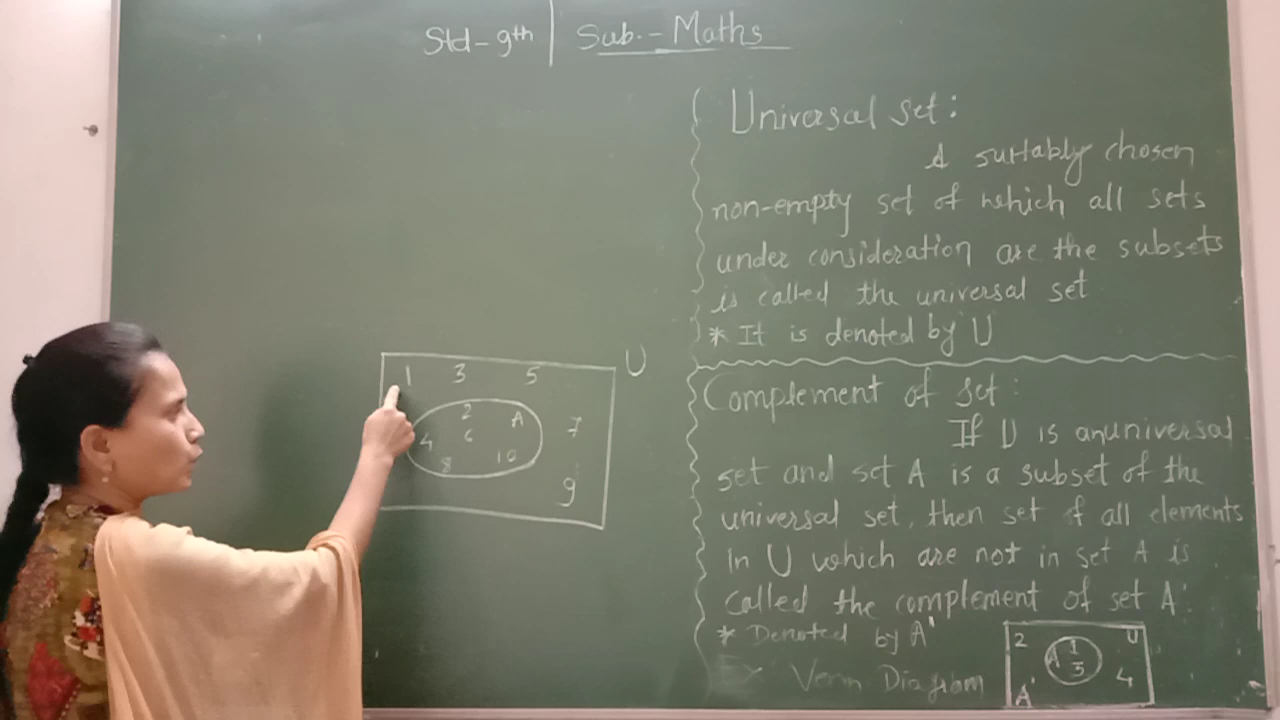 Std - 9th | Sub. - Maths
Universal set:
A suitably chosen
non-empty set of which all sets
under consideration are the subsets
is called the universal set
* It is denoted by U
1 3 5 U
2 A 7
4 6
8 10
9
Complement of set:
If U is an universal
set and set A is a subset of the
universal set, then set of all elements
in U which are not in set A is
called the complement of set A.
* Denoted by A'
Venn Diagram
2 U
A 1
3 4
A'